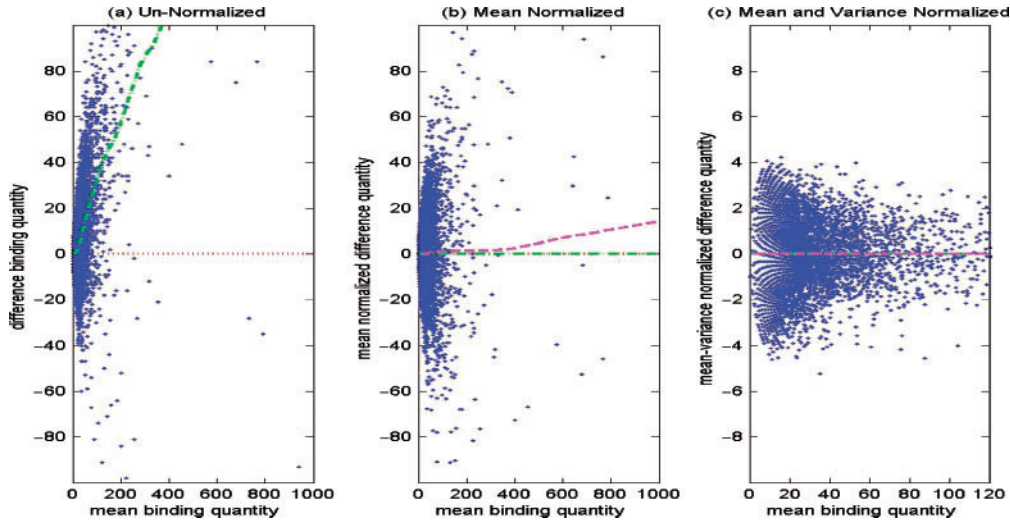 (a) Un-Normalized
difference binding quantity
80
60
40
20
0
−20
−40
−60
−80
0 200 400 600 800 1000
mean binding quantity
(b) Mean Normalized
mean normalized difference quantity
80
60
40
20
0
−20
−40
−60
−80
0 200 400 600 800 1000
mean binding quantity
(c) Mean and Variance Normalized
mean-variance normalized difference quantity
8
6
4
2
0
−2
−4
−6
−8
0 20 40 60 80 100 120
mean binding quantity